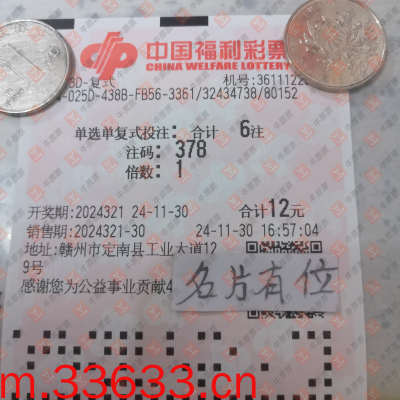 中国福利彩票
CHINA WELFARE LOTTERY
3D-复式 机号:3611122
-D25D-438B-FB56-3361/32434738/80152
单选单复式投注: 合计 6注
注码: 378
倍数: 1
开奖期:2024321 24-11-30 合计12元
销售期:2024321-30 24-11-30 16:57:04
地址:赣州市定南县工业大道12
9号
感谢您为公益事业贡献4
名片有位
m.33633.cn